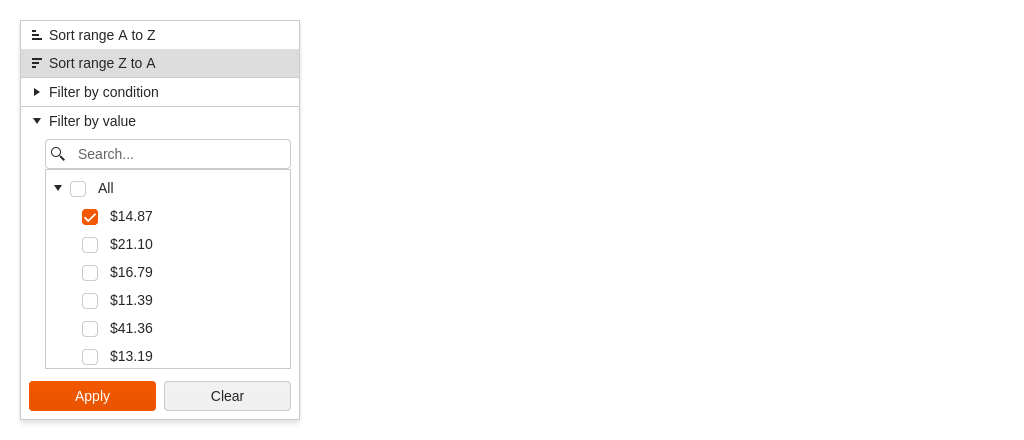 Sort range A to Z
Sort range Z to A
Filter by condition
Filter by value
Search...
All
$14.87
$21.10
$16.79
$11.39
$41.36
$13.19
Apply Clear